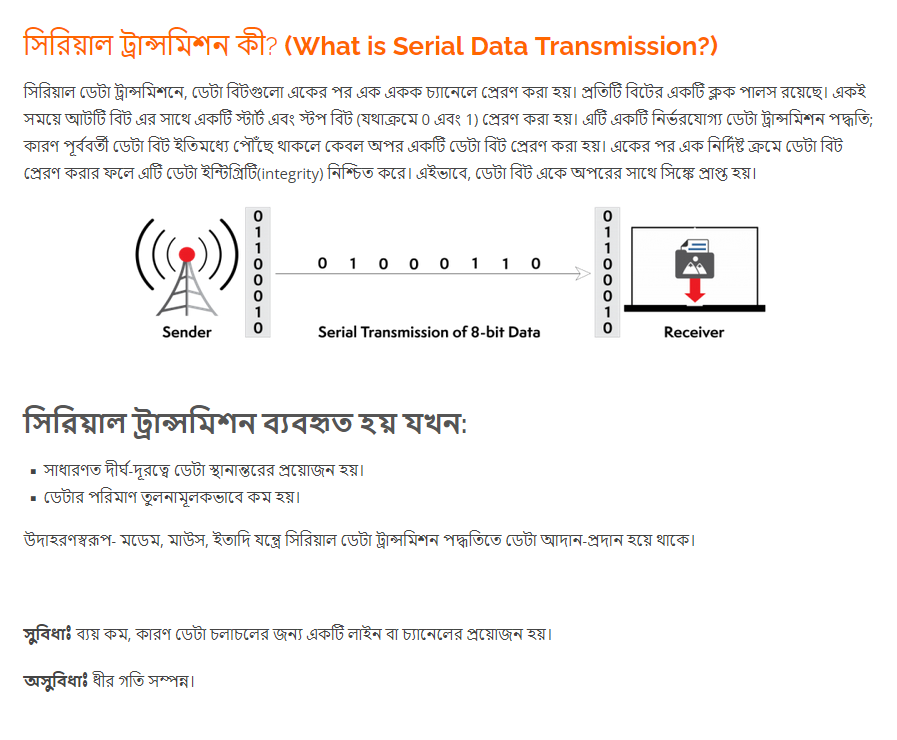 সিরিয়াল ট্রান্সমিশন কী? (What is Serial Data Transmission?)
সিরিয়াল ডেটা ট্রান্সমিশনে, ডেটা বিটগুলো একের পর এক একক চ্যানেলে প্রেরণ করা হয়। প্রতিটি বিটের একটি ক্লক পালস রয়েছে। একই
সময়ে আটটি বিট এর সাথে একটি স্টার্ট এবং স্টপ বিট (যথাক্রমে 0 এবং 1) প্রেরণ করা হয়। এটি একটি নির্ভরযোগ্য ডেটা ট্রান্সমিশন পদ্ধতি;
কারণ পূর্ববর্তী ডেটা বিট ইতিমধ্যে পৌঁছে থাকলে কেবল অপর একটি ডেটা বিট প্রেরণ করা হয়। একের পর এক নির্দিষ্ট ক্রমে ডেটা বিট
প্রেরণ করার ফলে এটি ডেটা ইন্টিগ্রিটি(integrity) নিশ্চিত করে। এইভাবে, ডেটা বিট একে অপরের সাথে সিঙ্কে প্রাপ্ত হয়।
0
1
1
0
0
0
1
0
Sender
0 1 0 0 0 1 1 0
Serial Transmission of 8-bit Data
0
1
1
0
0
0
1
0
Receiver
সিরিয়াল ট্রান্সমিশন ব্যবহৃত হয় যখন:
▪ সাধারণত দীর্ঘ-দূরত্বে ডেটা স্থানান্তরের প্রয়োজন হয়।
▪ ডেটার পরিমাণ তুলনামূলকভাবে কম হয়।
উদাহরণস্বরূপ- মডেম, মাউস, ইতাদি যন্ত্রে সিরিয়াল ডেটা ট্রান্সমিশন পদ্ধতিতে ডেটা আদান-প্রদান হয়ে থাকে।
সুবিধাঃ ব্যয় কম, কারণ ডেটা চলাচলের জন্য একটি লাইন বা চ্যানেলের প্রয়োজন হয়।
অসুবিধাঃ ধীর গতি সম্পন্ন।